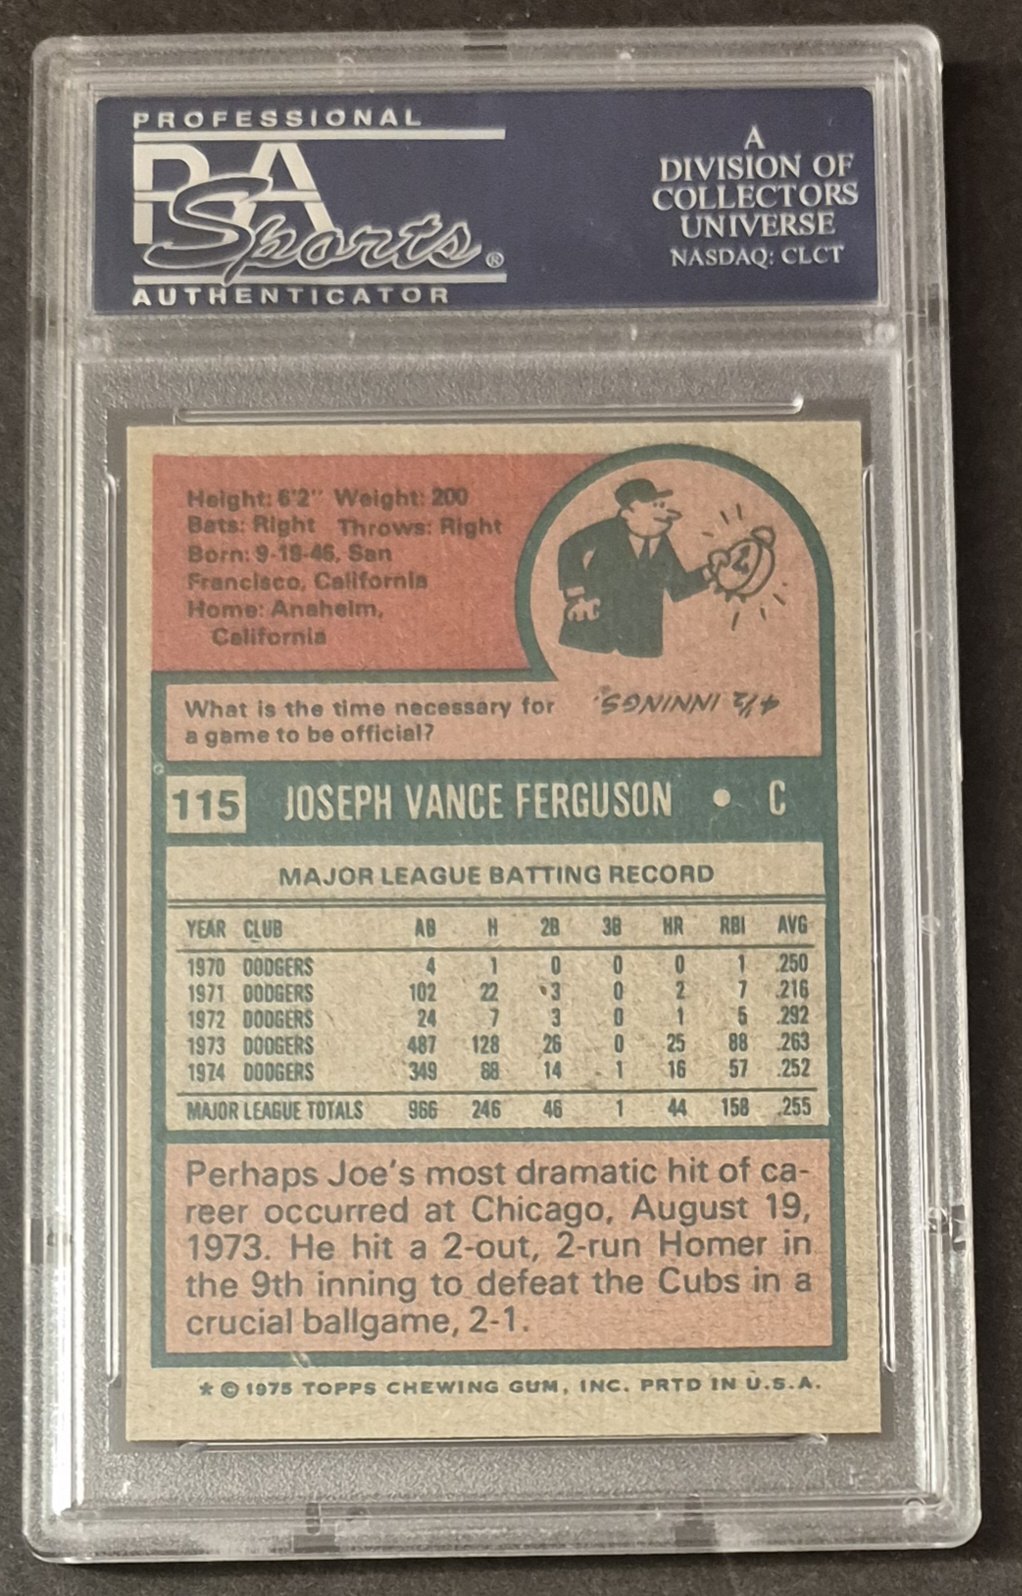 PROFESSIONAL
PSA
Sports®
AUTHENTICATOR
A
DIVISION OF
COLLECTORS
UNIVERSE
NASDAQ: CLCT
Height: 6'2" Weight: 200
Bats: Right Throws: Right
Born: 9-19-46, San
Francisco, California
Home: Anaheim,
California
What is the time necessary for
a game to be official?
4½ INNINGS.
115 JOSEPH VANCE FERGUSON • C
MAJOR LEAGUE BATTING RECORD
YEAR CLUB AB H 2B 3B HR RBI AVG
1970 DODGERS 4 1 0 0 0 1 .250
1971 DODGERS 102 22 3 0 2 7 .216
1972 DODGERS 24 7 3 0 1 5 .292
1973 DODGERS 487 128 26 0 25 88 .263
1974 DODGERS 349 88 14 1 16 57 .252
MAJOR LEAGUE TOTALS 966 246 46 1 44 158 .255
Perhaps Joe's most dramatic hit of ca-
reer occurred at Chicago, August 19,
1973. He hit a 2-out, 2-run Homer in
the 9th inning to defeat the Cubs in a
crucial ballgame, 2-1.
* © 1975 TOPPS CHEWING GUM, INC. PRTD IN U.S.A.